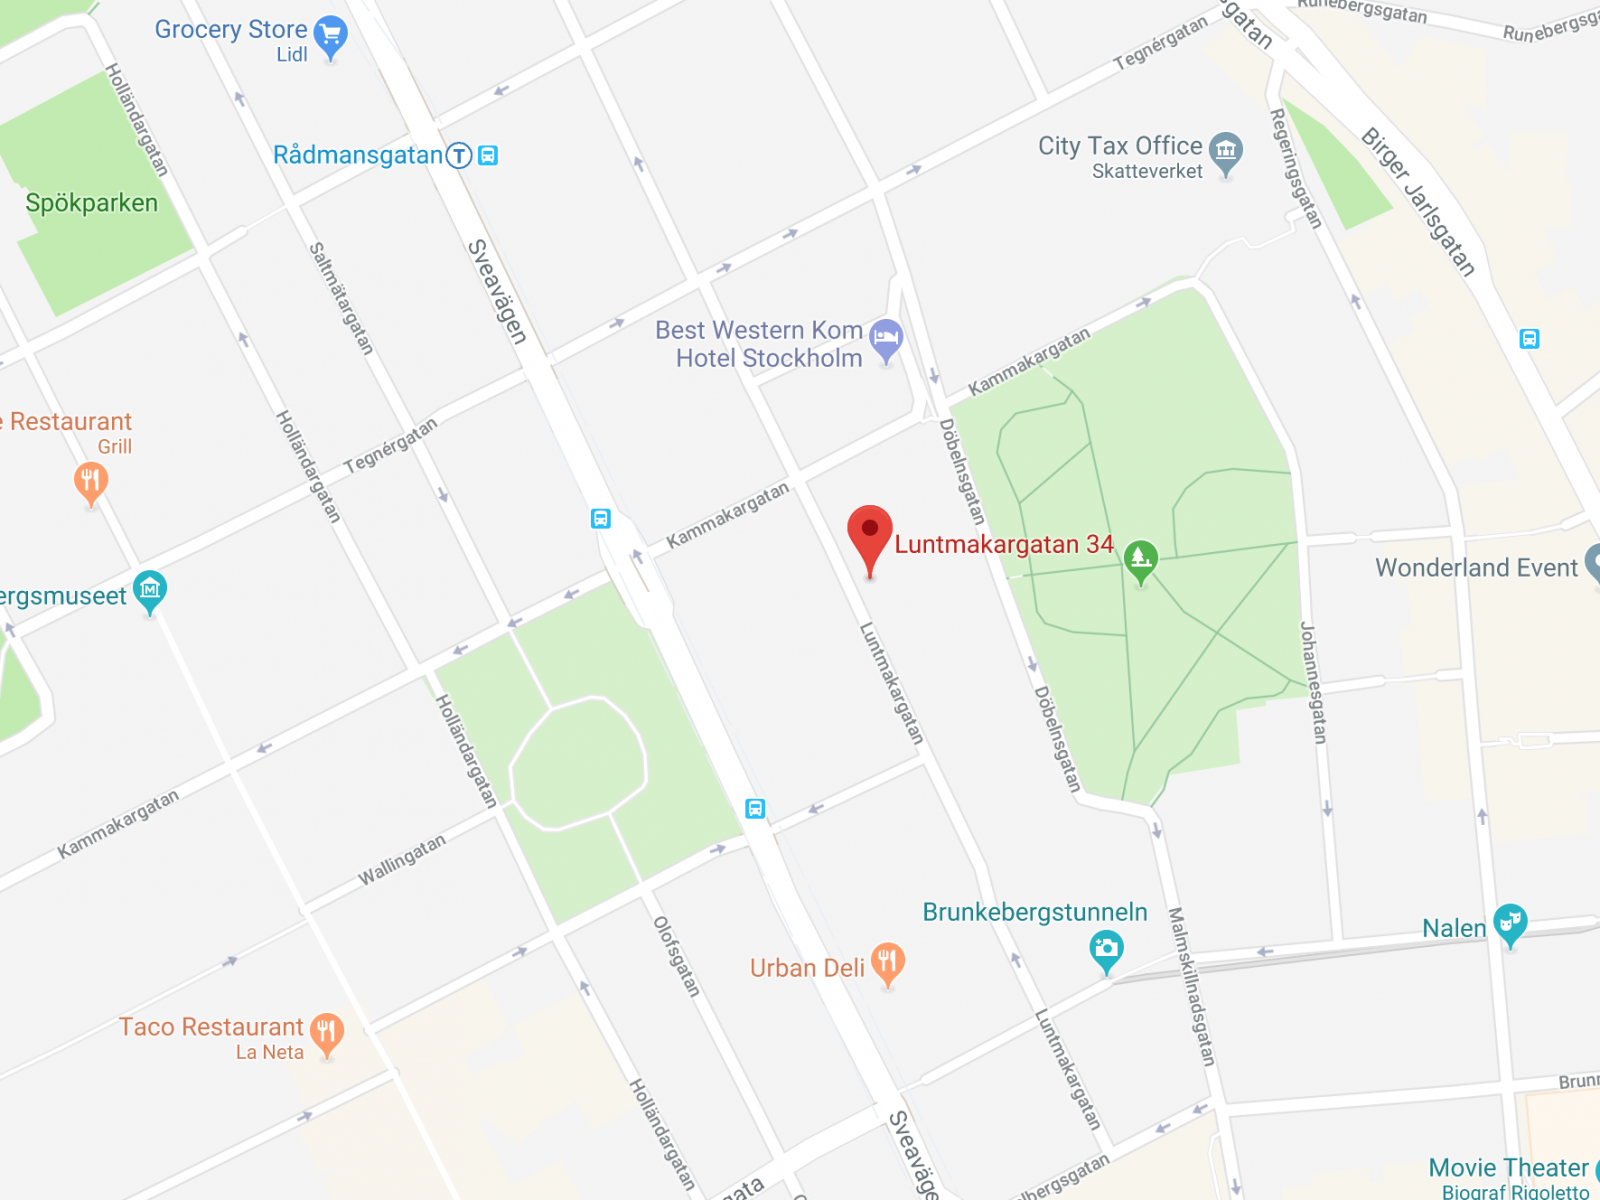 Runebergsgatan
Runebergsga
sgatan
Grocery Store
Lidl
Tegnérgatan
Holländargatan
Rådmansgatan T
City Tax Office
Skatteverket
Regeringsgatan
Birger Jarlsgatan
Spökparken
Saltmätargatan
Sveavägen
Best Western Kom
Hotel Stockholm
Kammakargatan
e Restaurant
Grill
Tegnérgatan
Holländargatan
Döbelnsgatan
Kammakargatan
Luntmakargatan 34
Wonderland Event
ergsmuseet
M
Luntmakargatan
Johannesgatan
Holländargatan
Döbelnsgatan
Kammakargatan
Wallingatan
Brunkebergstunneln
Nalen
Olofsgatan
Urban Deli
Malmskillnadsgatan
Taco Restaurant
La Neta
Luntmakargatan
Holländargatan
Brunn
Sveaväge
gata
lbergsgatan
Movie Theater
Biograf Rigoletto